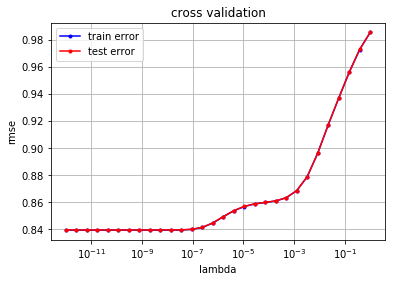 cross validation
train error
test error
rmse
0.98
0.96
0.94
0.92
0.90
0.88
0.86
0.84
10⁻¹¹ 10⁻⁹ 10⁻⁷ 10⁻⁵ 10⁻³ 10⁻¹
lambda